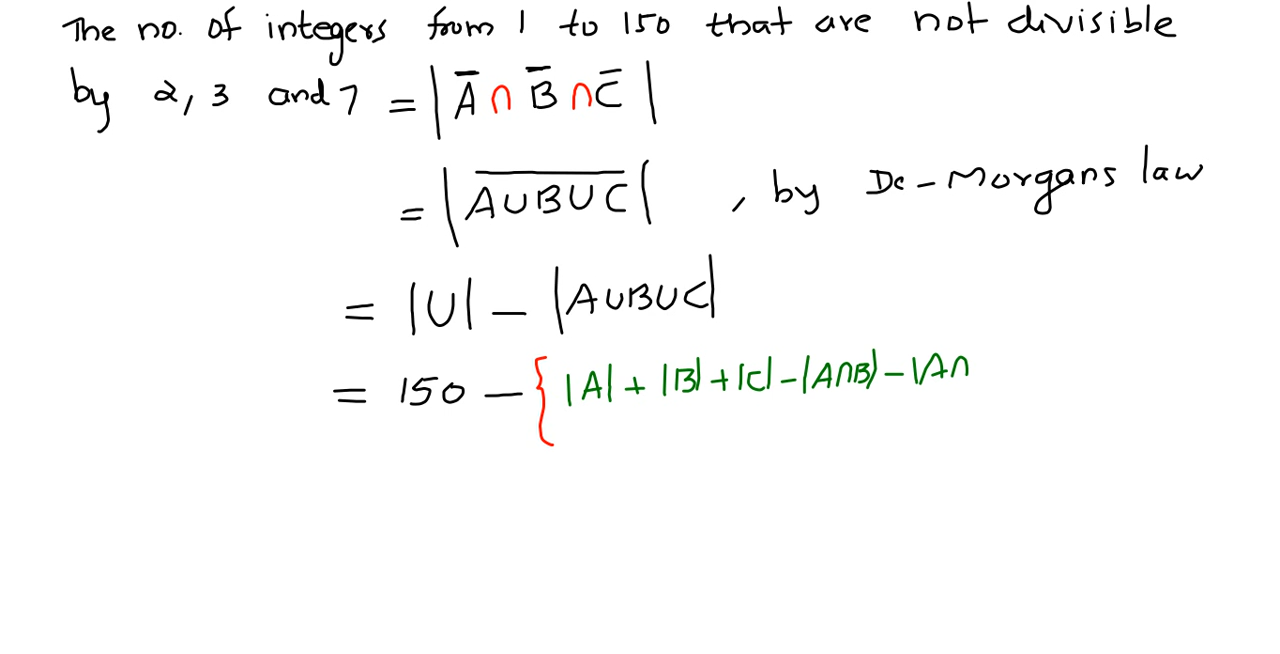 The no. of integers from 1 to 150 that are not divisible
by 2, 3 and 7 = |A̅ ∩ B̅ ∩ C̅|
= |A̅∪̅B̅∪̅C̅| , by De-Morgans law
= |U| - |A∪B∪C|
= 150 - { |A| + |B| + |C| - |A∩B| - |A∩